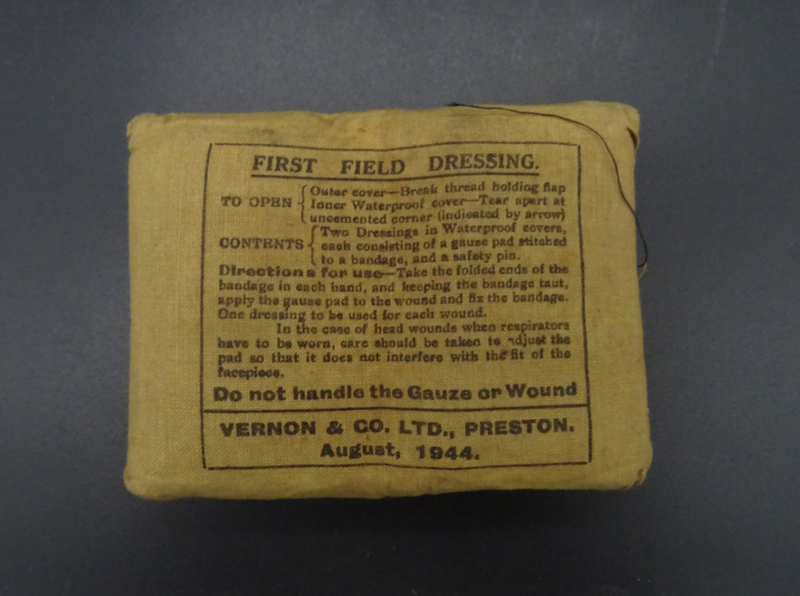 FIRST FIELD DRESSING.
TO OPEN { Outer cover—Break thread holding flap
Inner Waterproof cover—Tear apart at
uncemented corner (indicated by arrow)
CONTENTS { Two Dressings in Waterproof covers,
each consisting of a gauze pad stitched
to a bandage, and a safety pin.
Directions for use—Take the folded ends of the
bandage in each hand, and keeping the bandage taut,
apply the gauze pad to the wound and fix the bandage.
One dressing to be used for each wound.
In the case of head wounds when respirators
have to be worn, care should be taken to adjust the
pad so that it does not interfere with the fit of the
facepiece.
Do not handle the Gauze or Wound
VERNON & CO. LTD., PRESTON.
August, 1944.